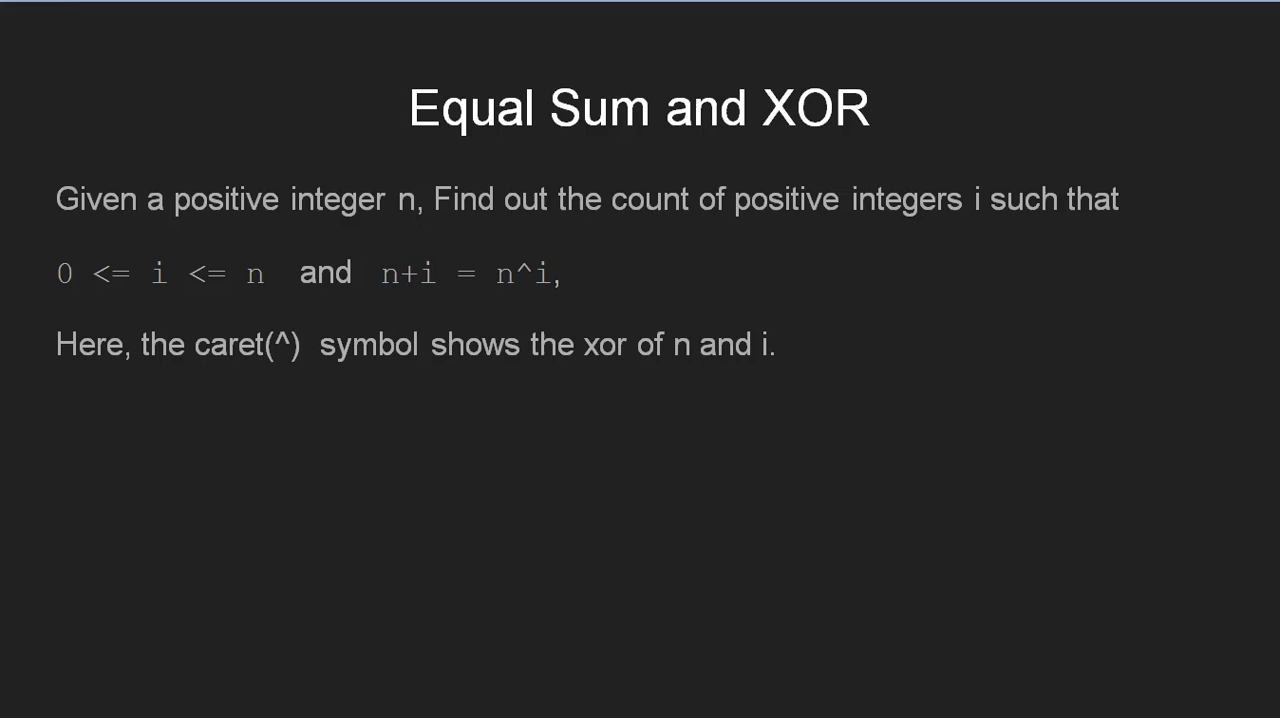 Equal Sum and XOR
Given a positive integer n, Find out the count of positive integers i such that
0 <= i <= n and n+i = n^i,
Here, the caret(^) symbol shows the xor of n and i.